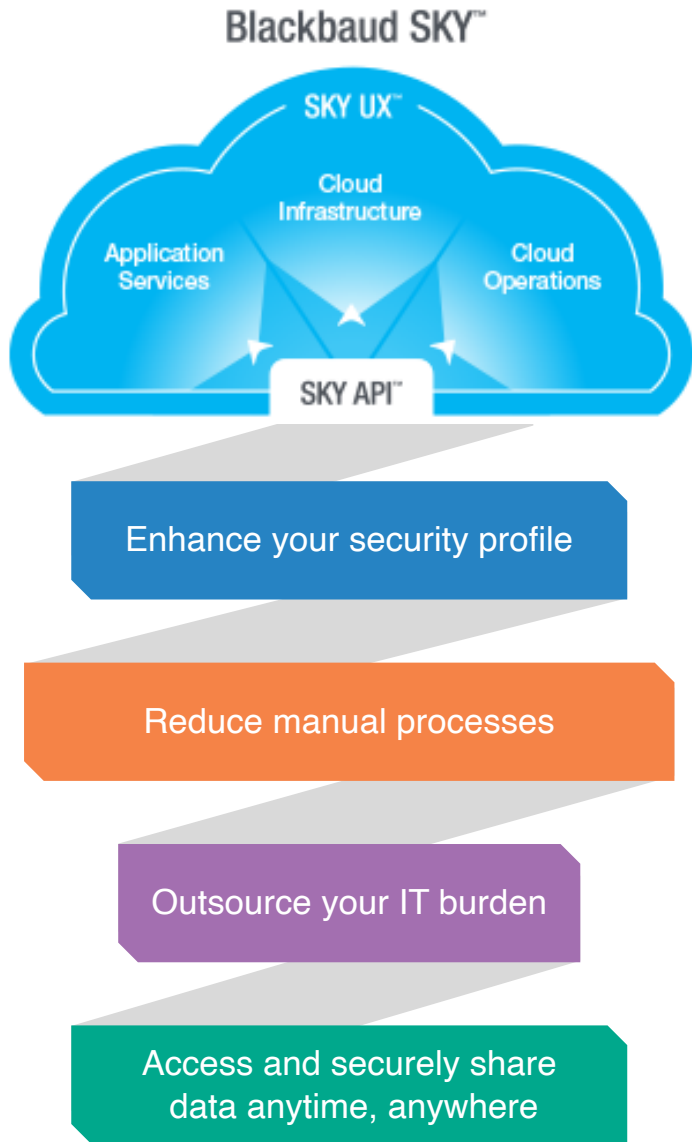 Blackbaud SKY™
SKY UX™
Cloud
Infrastructure
Application
Services
Cloud
Operations
SKY API™
Enhance your security profile
Reduce manual processes
Outsource your IT burden
Access and securely share
data anytime, anywhere